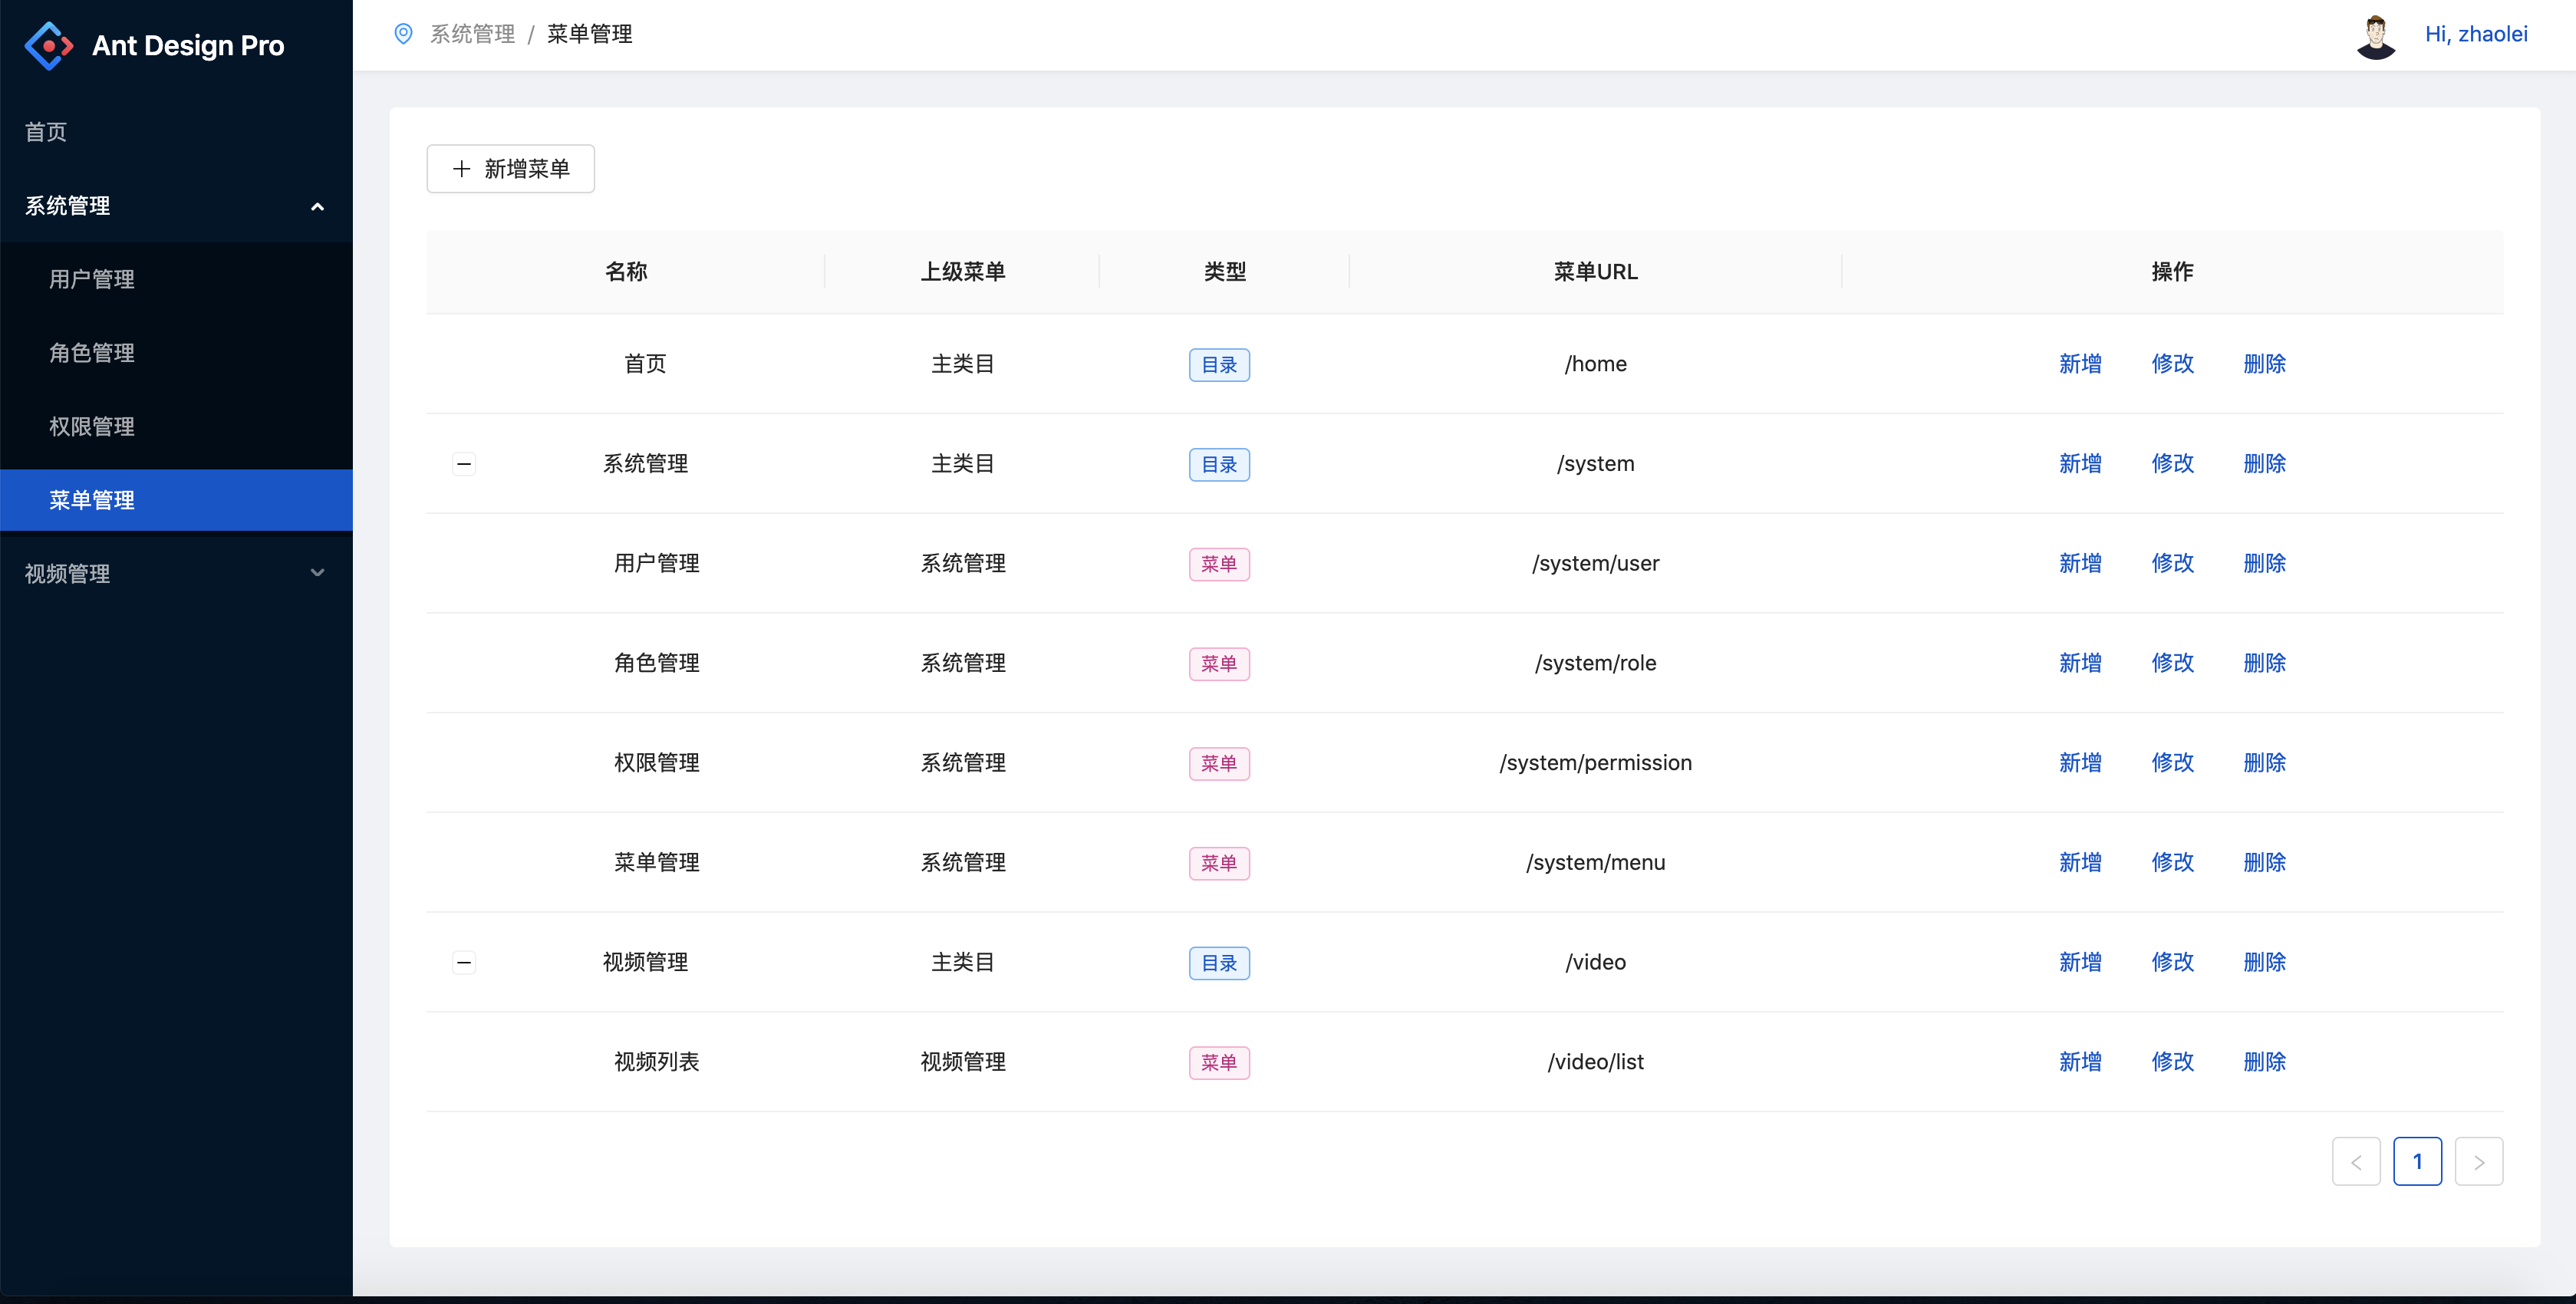 Ant Design Pro
首页
系统管理
用户管理
角色管理
权限管理
菜单管理
视频管理
系统管理 / 菜单管理
Hi, zhaolei
新增菜单
名称 上级菜单 类型 菜单URL 操作
首页 主类目 目录 /home 新增 修改 删除
系统管理 主类目 目录 /system 新增 修改 删除
用户管理 系统管理 菜单 /system/user 新增 修改 删除
角色管理 系统管理 菜单 /system/role 新增 修改 删除
权限管理 系统管理 菜单 /system/permission 新增 修改 删除
菜单管理 系统管理 菜单 /system/menu 新增 修改 删除
视频管理 主类目 目录 /video 新增 修改 删除
视频列表 视频管理 菜单 /video/list 新增 修改 删除
1